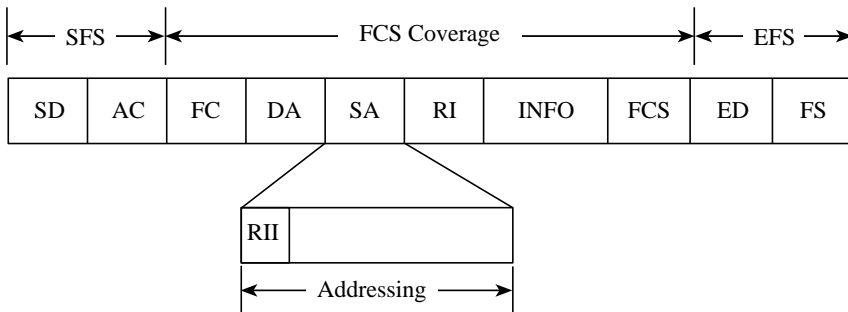 SFS FCS Coverage EFS
SD AC FC DA SA RI INFO FCS ED FS
RII
Addressing